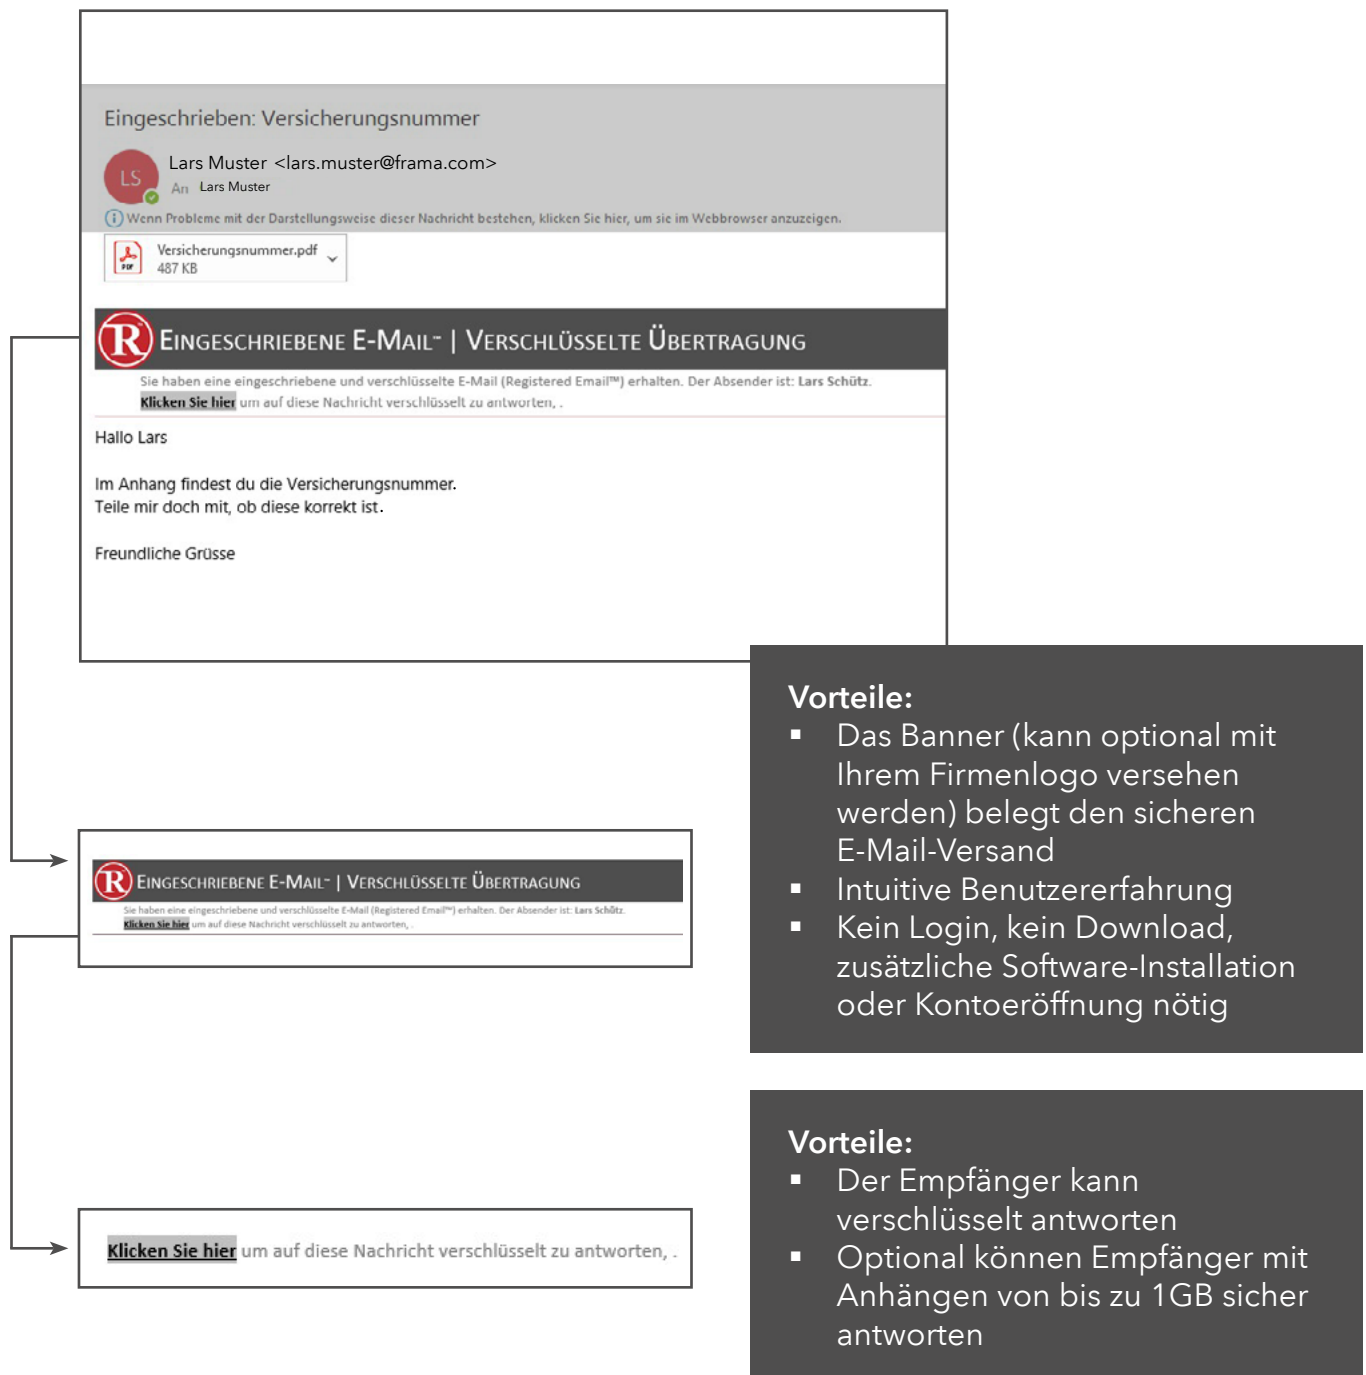 Eingeschrieben: Versicherungsnummer
LS
Lars Muster <lars.muster@frama.com>
An Lars Muster
Wenn Probleme mit der Darstellungsweise dieser Nachricht bestehen, klicken Sie hier, um sie im Webbrowser anzuzeigen.
PDF
Versicherungsnummer.pdf
487 KB
R EINGESCHRIEBENE E-MAIL™ | VERSCHLÜSSELTE ÜBERTRAGUNG
Sie haben eine eingeschriebene und verschlüsselte E-Mail (Registered Email™) erhalten. Der Absender ist: Lars Schütz.
Klicken Sie hier um auf diese Nachricht verschlüsselt zu antworten, .
Hallo Lars
Im Anhang findest du die Versicherungsnummer.
Teile mir doch mit, ob diese korrekt ist.
Freundliche Grüsse
Vorteile:
▪ Das Banner (kann optional mit
Ihrem Firmenlogo versehen
werden) belegt den sicheren
E-Mail-Versand
▪ Intuitive Benutzererfahrung
▪ Kein Login, kein Download,
zusätzliche Software-Installation
oder Kontoeröffnung nötig
R EINGESCHRIEBENE E-MAIL™ | VERSCHLÜSSELTE ÜBERTRAGUNG
Sie haben eine eingeschriebene und verschlüsselte E-Mail (Registered Email™) erhalten. Der Absender ist: Lars Schütz.
Klicken Sie hier um auf diese Nachricht verschlüsselt zu antworten, .
Vorteile:
▪ Der Empfänger kann
verschlüsselt antworten
▪ Optional können Empfänger mit
Anhängen von bis zu 1GB sicher
antworten
Klicken Sie hier um auf diese Nachricht verschlüsselt zu antworten, .